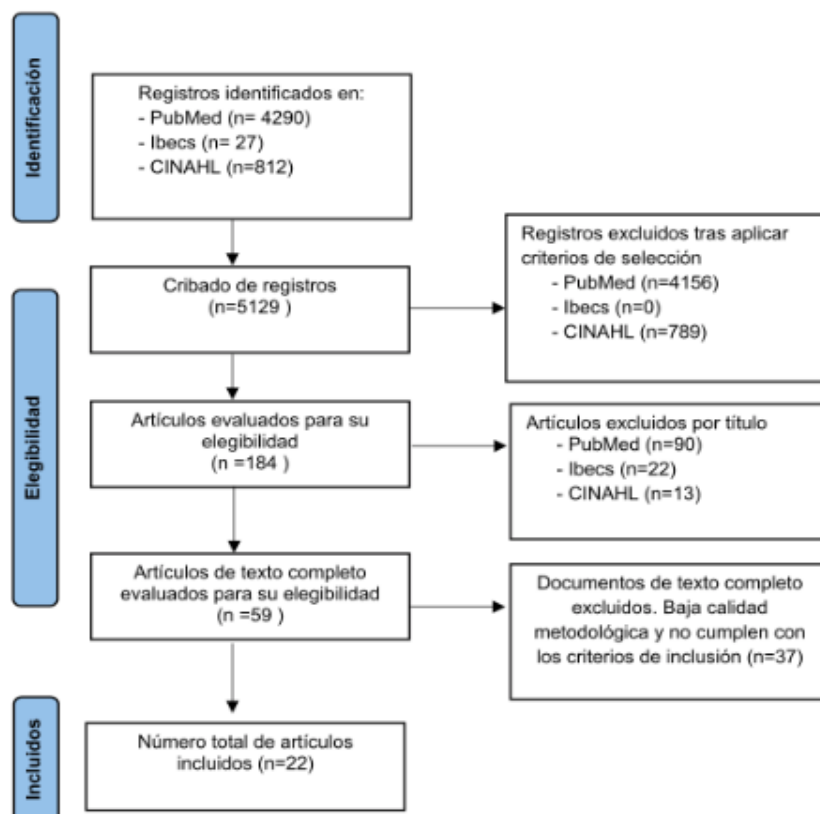 Identificación
Registros identificados en:
- PubMed (n= 4290)
- Ibecs (n= 27)
- CINAHL (n=812)
Registros excluidos tras aplicar
criterios de selección
- PubMed (n=4156)
- Ibecs (n=0)
- CINAHL (n=789)
Cribado de registros
(n=5129 )
Elegibilidad
Artículos evaluados para su
elegibilidad
(n =184 )
Artículos excluidos por título
- PubMed (n=90)
- Ibecs (n=22)
- CINAHL (n=13)
Artículos de texto completo
evaluados para su elegibilidad
(n =59 )
Documentos de texto completo
excluidos. Baja calidad
metodológica y no cumplen con
los criterios de inclusión (n=37)
Incluidos
Número total de artículos
incluidos (n=22)